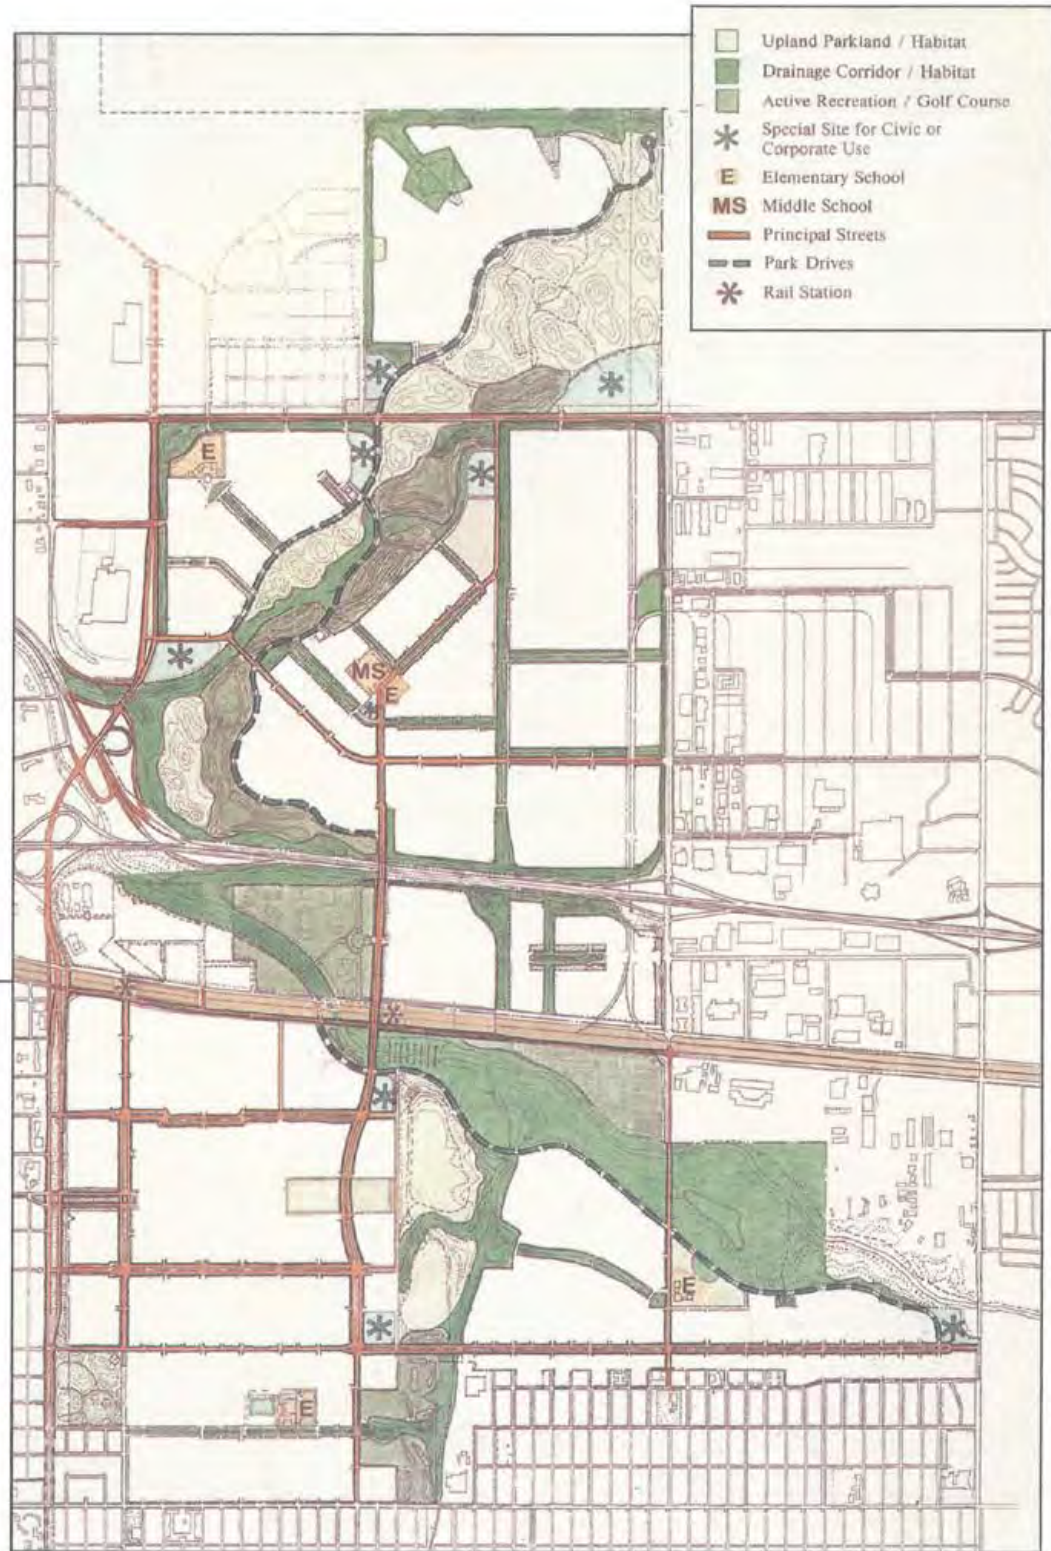 Upland Parkland / Habitat
Drainage Corridor / Habitat
Active Recreation / Golf Course
Special Site for Civic or
Corporate Use
E Elementary School
MS Middle School
Principal Streets
Park Drives
Rail Station
E
MS
E
E
E